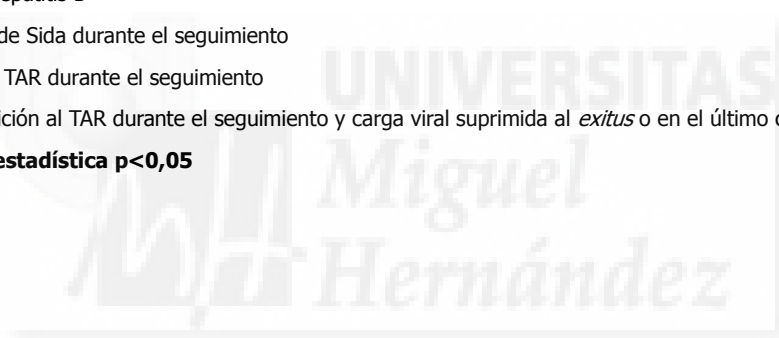 de Sida durante el seguimiento
TAR durante el seguimiento
ición al TAR durante el seguimiento y carga viral suprimida al exitus o en el último
estadística p<0,05
UNIVERSITAS
Miguel
Hernández